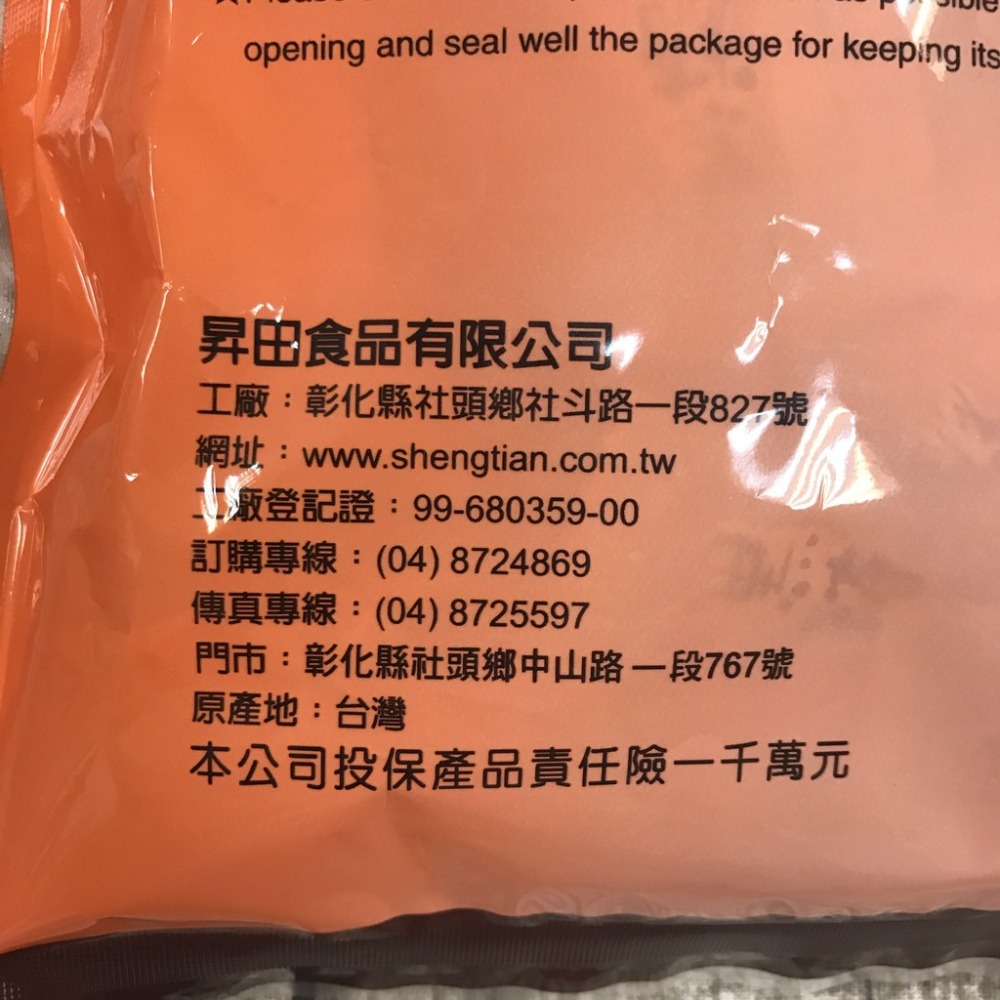 opening and seal well the package for keeping its
昇田食品有限公司
工廠：彰化縣社頭鄉社斗路一段827號
網址：www.shengtian.com.tw
工廠登記證：99-680359-00
訂購專線：(04) 8724869
傳真專線：(04) 8725597
門市：彰化縣社頭鄉中山路一段767號
原產地：台灣
本公司投保產品責任險一千萬元